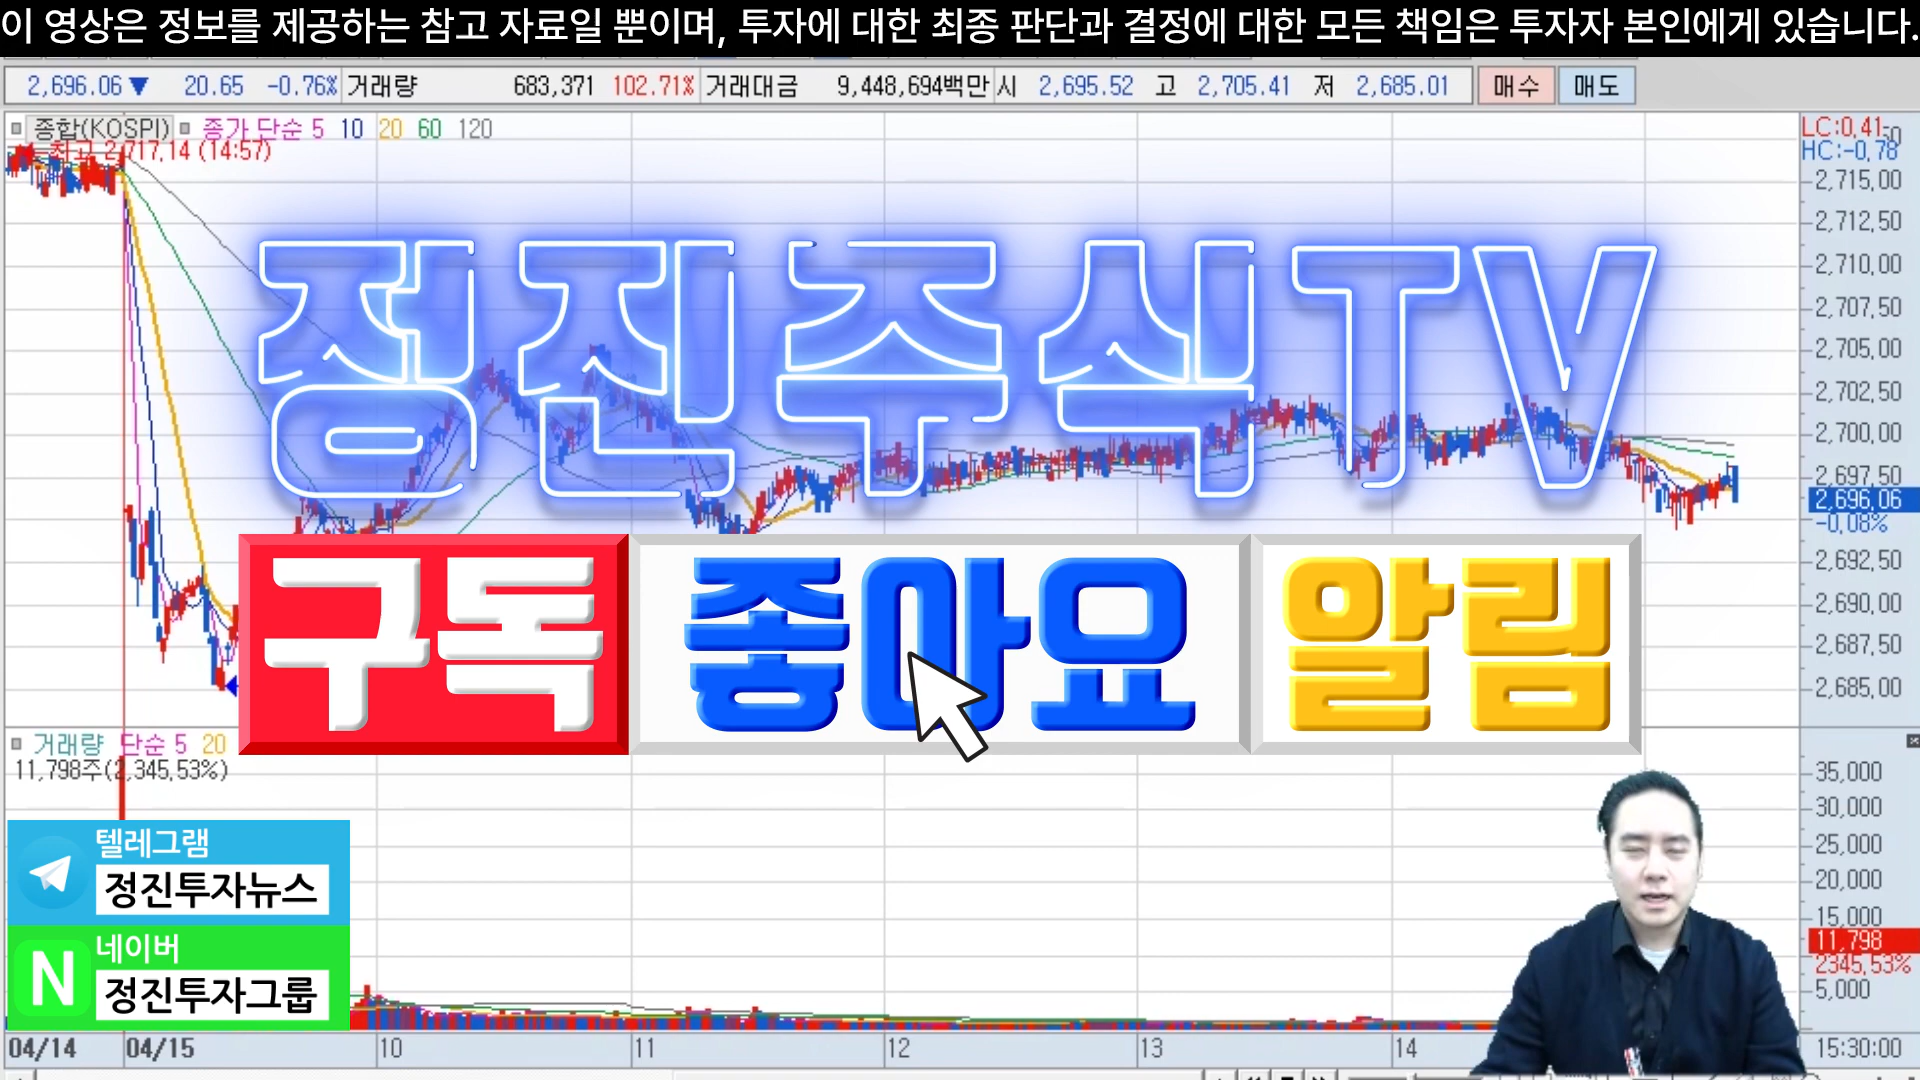 이 영상은 정보를 제공하는 참고 자료일 뿐이며, 투자에 대한 최종 판단과 결정에 대한 모든 책임은 투자자 본인에게 있습니다.
2,696.06▼ 20.65 -0.76% 거래량 683,371 102.71% 거래대금 9,448,694백만 시 2,695.52 고 2,705.41 저 2,685.01 매수 매도
종합(KOSPI) 종가 단순 5 10 20 60 120
최고 2,717.14 (14:57)
LC:0.41
HC:-0.78
2,715.00
2,712.50
2,710.00
2,707.50
2,705.00
2,702.50
2,700.00
2,697.50
2,696.06
-0.08%
2,692.50
2,690.00
2,687.50
2,685.00
정진주식TV
구독 좋아요 알림
거래량 단순 5 20
11,798주(2,345.53%)
35,000
30,000
25,000
20,000
15,000
11,798
2345.53%
5,000
텔레그램
정진투자뉴스
N 네이버
정진투자그룹
04/14 04/15 10 11 12 13 14 15:30:00